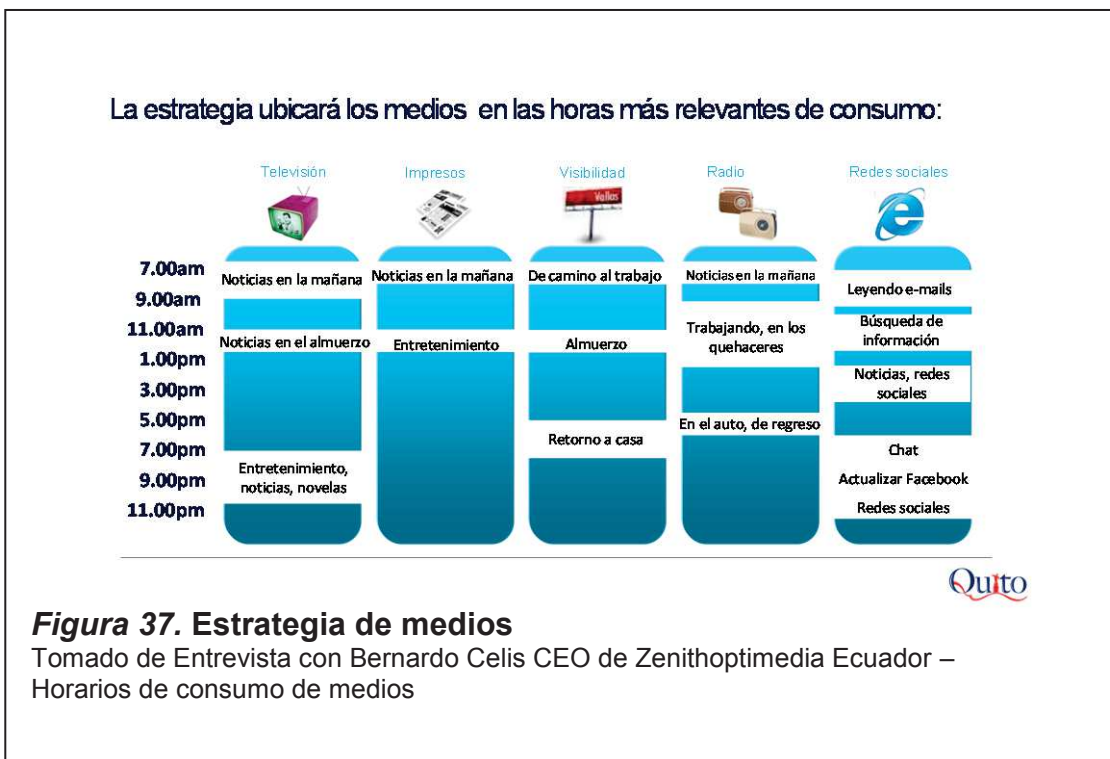 La estrategia ubicará los medios en las horas más relevantes de consumo:
Televisión
Impresos
Visibilidad
Radio
Redes sociales
Vallas
7.00am
9.00am
11.00am
1.00pm
3.00pm
5.00pm
7.00pm
9.00pm
11.00pm
Noticias en la mañana
Noticias en el almuerzo
Entretenimiento,
noticias, novelas
Noticias en la mañana
Entretenimiento
De camino al trabajo
Almuerzo
Retorno a casa
Noticias en la mañana
Trabajando, en los
quehaceres
En el auto, de regreso
Leyendo e-mails
Búsqueda de
información
Noticias, redes
sociales
Chat
Actualizar Facebook
Redes sociales
Quito
Figura 37. Estrategia de medios
Tomado de Entrevista con Bernardo Celis CEO de Zenithoptimedia Ecuador –
Horarios de consumo de medios